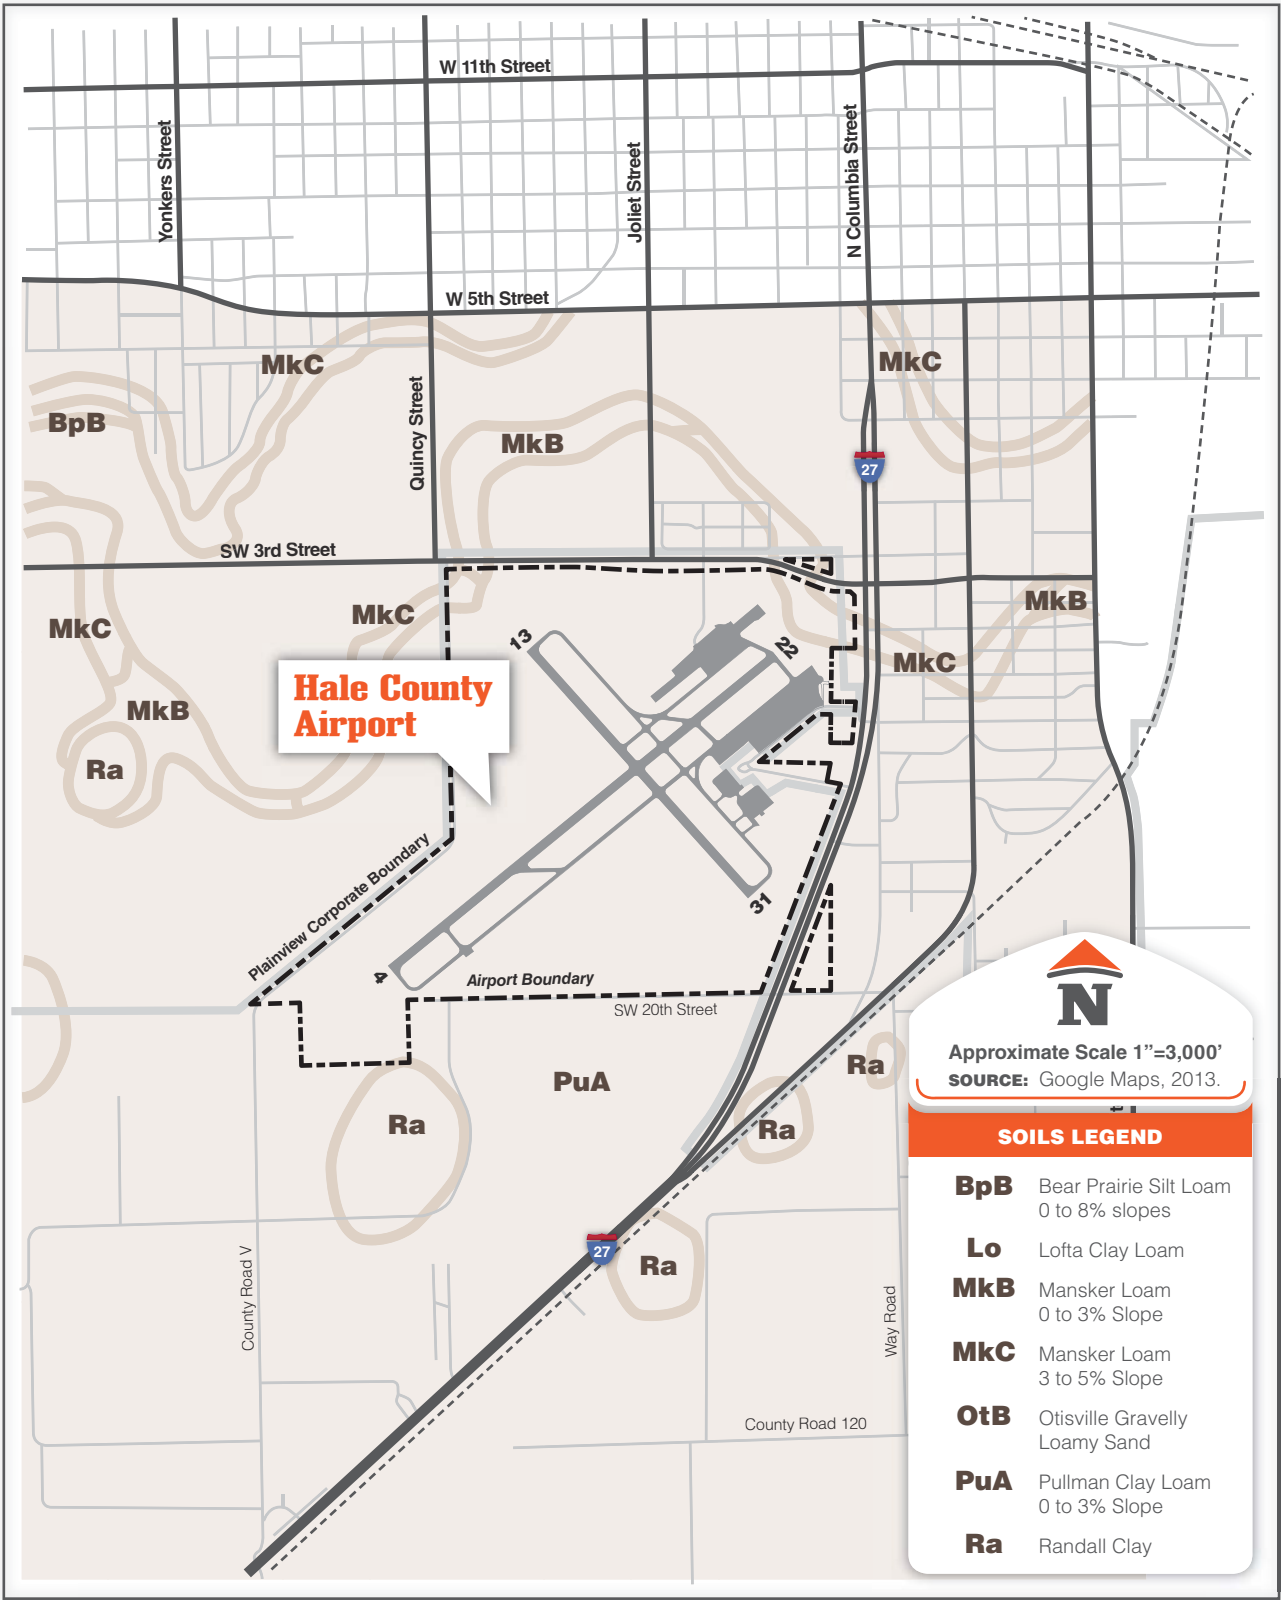 W 11th Street
Yonkers Street
Joliet Street
N Columbia Street
W 5th Street
MkC
MkC
BpB
Quincy Street
MkB
27
SW 3rd Street
MkC
MkC
MkB
13
22
MkC
Hale County
Airport
MkB
Ra
Plainview Corporate Boundary
31
4
Airport Boundary
SW 20th Street
PuA
Ra
Ra
Ra
27
Ra
County Road V
Way Road
County Road 120
N
Approximate Scale 1”=3,000’
SOURCE: Google Maps, 2013.
SOILS LEGEND
BpB Bear Prairie Silt Loam
0 to 8% slopes
Lo Lofta Clay Loam
MkB Mansker Loam
0 to 3% Slope
MkC Mansker Loam
3 to 5% Slope
OtB Otisville Gravelly
Loamy Sand
PuA Pullman Clay Loam
0 to 3% Slope
Ra Randall Clay